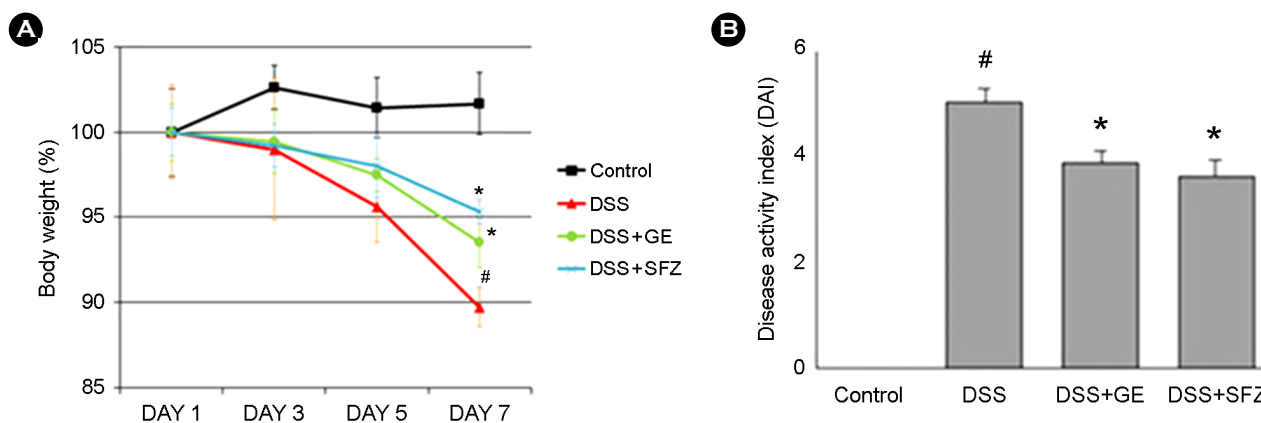 A
Body weight (%)
105
100
95
90
85
DAY 1 DAY 3 DAY 5 DAY 7
*
*
#
Control
DSS
DSS+GE
DSS+SFZ
B
Disease activity index (DAI)
6
4
2
0
#
*
*
Control DSS DSS+GE DSS+SFZ